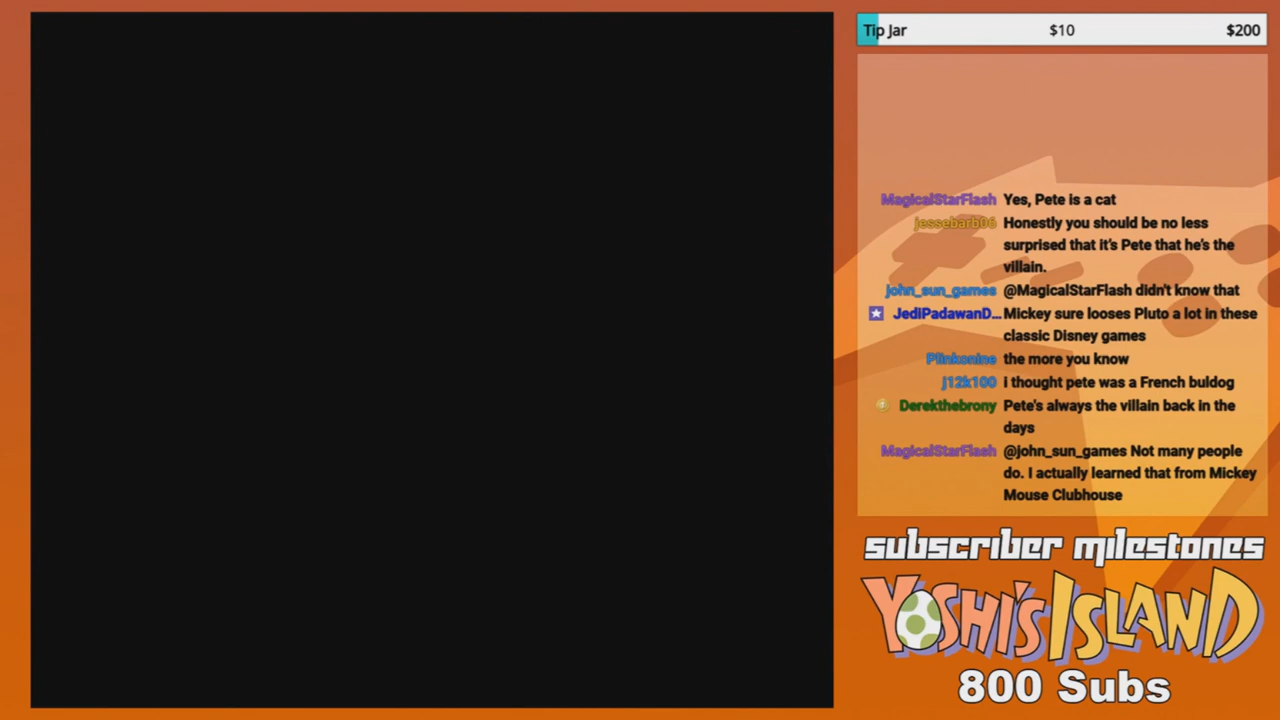 Tip Jar $10 $200
MagicalStarFlash Yes, Pete is a cat
jessebarb06 Honestly you should be no less
surprised that it's Pete that he's the
villain.
john_sun_games @MagicalStarFlash didn't know that
JediPadawanD... Mickey sure looses Pluto a lot in these
classic Disney games
Plinkonine the more you know
j12k100 i thought pete was a French buldog
Derekthebrony Pete's always the villain back in the
days
MagicalStarFlash @john_sun_games Not many people
do. I actually learned that from Mickey
Mouse Clubhouse
subscriber milestones
YOSHI'S ISLAND
800 Subs